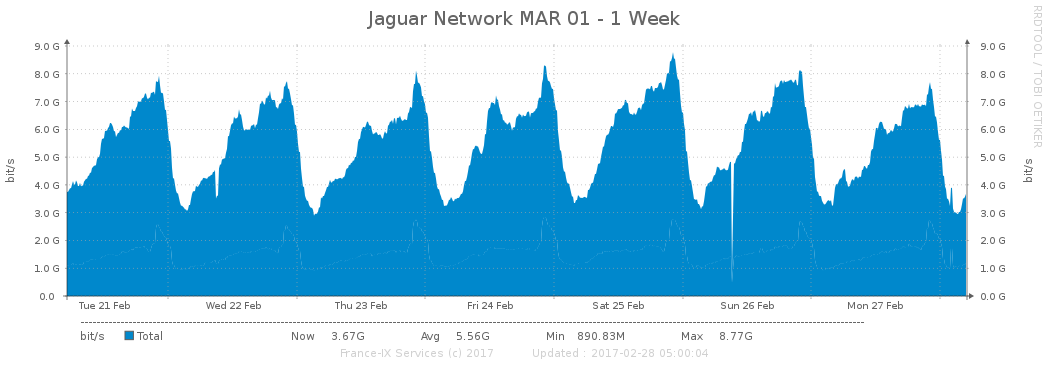 Jaguar Network MAR 01 - 1 Week
RRDTOOL / TOBI OETIKER
bit/s
9.0 G 9.0 G
8.0 G 8.0 G
7.0 G 7.0 G
6.0 G 6.0 G
5.0 G 5.0 G
4.0 G 4.0 G
3.0 G 3.0 G
2.0 G 2.0 G
1.0 G 1.0 G
0.0 0.0 G
bit/s
Tue 21 Feb Wed 22 Feb Thu 23 Feb Fri 24 Feb Sat 25 Feb Sun 26 Feb Mon 27 Feb
bit/s Total Now 3.67G Avg 5.56G Min 890.83M Max 8.77G
France-IX Services (c) 2017 Updated : 2017-02-28 05:00:04